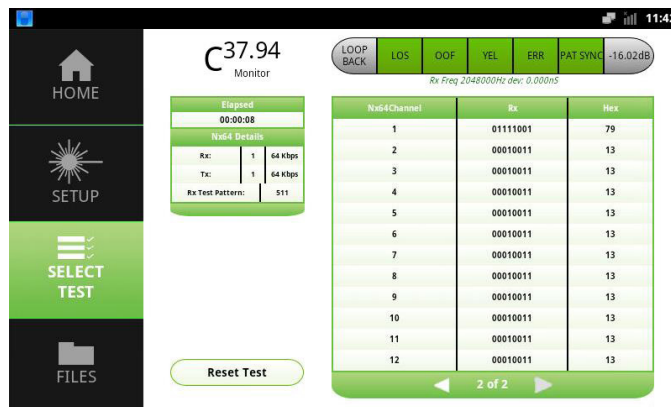 11:42
HOME
SETUP
SELECT
TEST
FILES
C37.94
Monitor
LOOP
BACK
LOS
OOF
YEL
ERR
PAT SYNC
-16.02dB
Rx Freq 2048000Hz dev: 0.000nS
Elapsed
00:00:08
Nx64 Details
Rx: 1 64 Kbps
Tx: 1 64 Kbps
Rx Test Pattern: 511
Reset Test
Nx64Channel Rx Hex
1 01111001 79
2 00010011 13
3 00010011 13
4 00010011 13
5 00010011 13
6 00010011 13
7 00010011 13
8 00010011 13
9 00010011 13
10 00010011 13
11 00010011 13
12 00010011 13
2 of 2